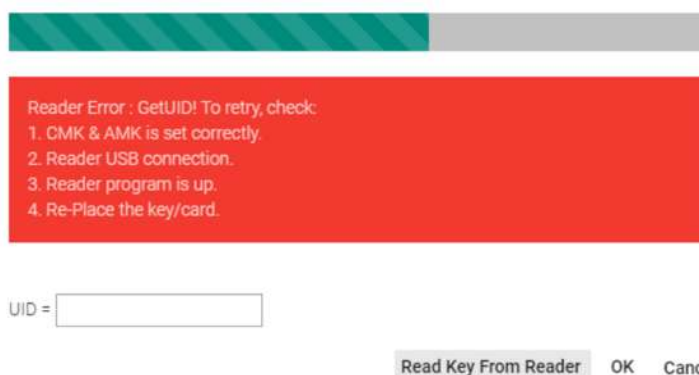 Reader Error : GetUID! To retry, check:
1. CMK & AMK is set correctly.
2. Reader USB connection.
3. Reader program is up.
4. Re-Place the key/card.
UID =
Read Key From Reader OK Canc